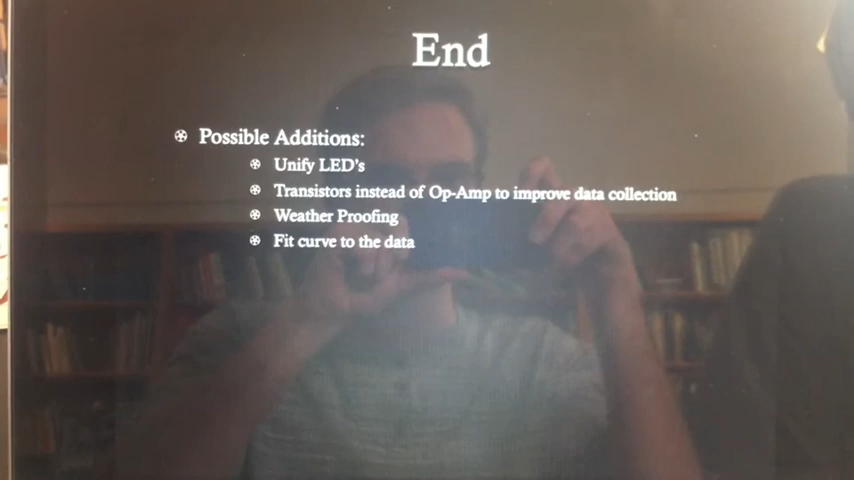 End
Possible Additions:
Unify LED's
Transistors instead of Op-Amp to improve data collection
Weather Proofing
Fit curve to the data